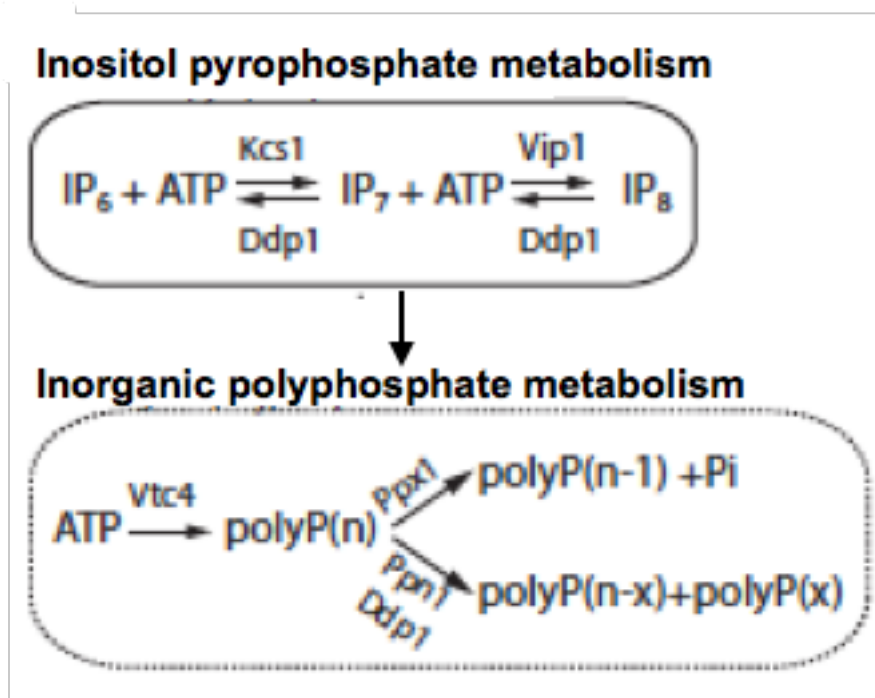 Inositol pyrophosphate metabolism
Kcs1 Vip1
IP₆ + ATP IP₇ + ATP IP₈
Ddp1 Ddp1
Inorganic polyphosphate metabolism
Ppx1 polyP(n-1) +Pi
Vtc4
ATP polyP(n)
Ppn1 polyP(n-x)+polyP(x)
Ddp1